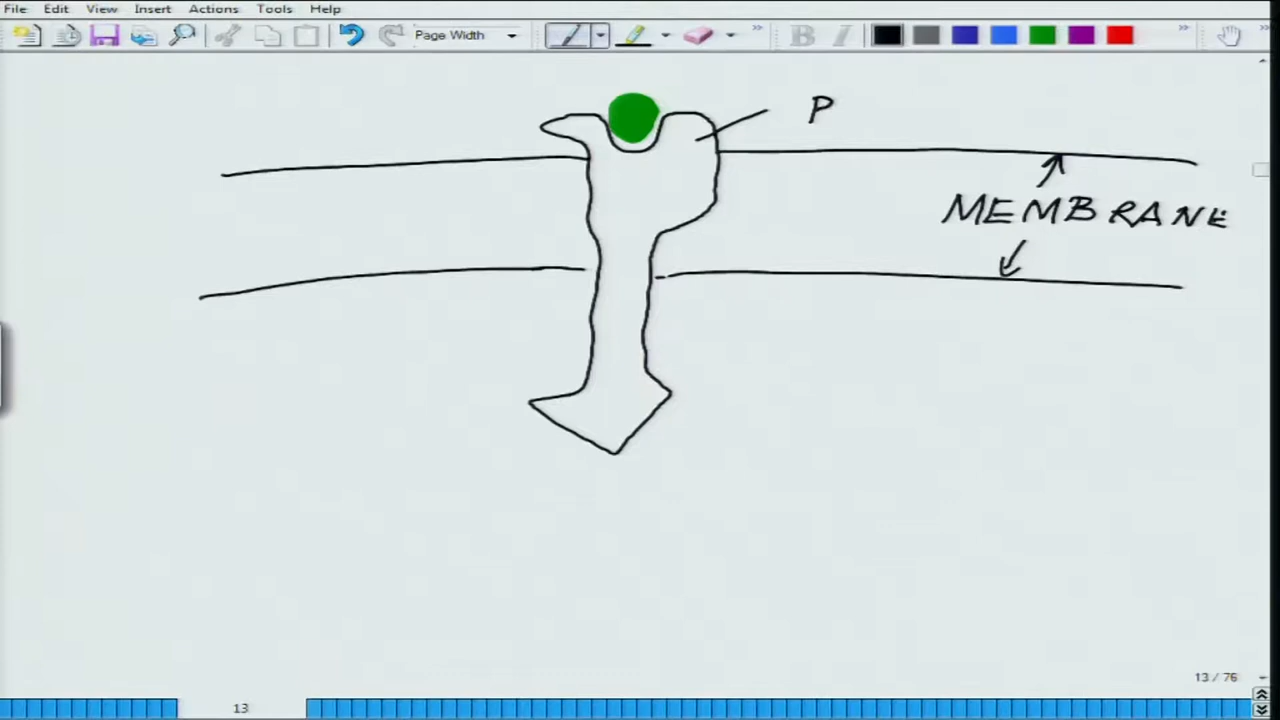 File Edit View Insert Actions Tools Help
Page Width B I
P
MEMBRANE
13 / 76
13